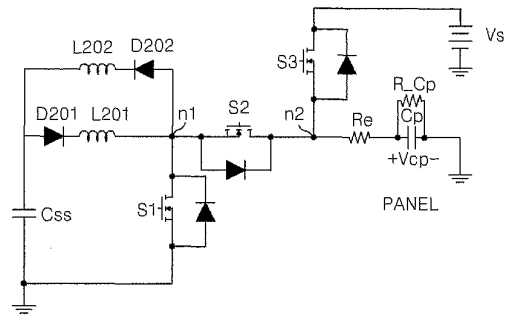 L202 D202
Vs
S3
R_Cp
D201 L201
n1
S2
n2
Re
Cp
+Vcp-
Css
S1
PANEL